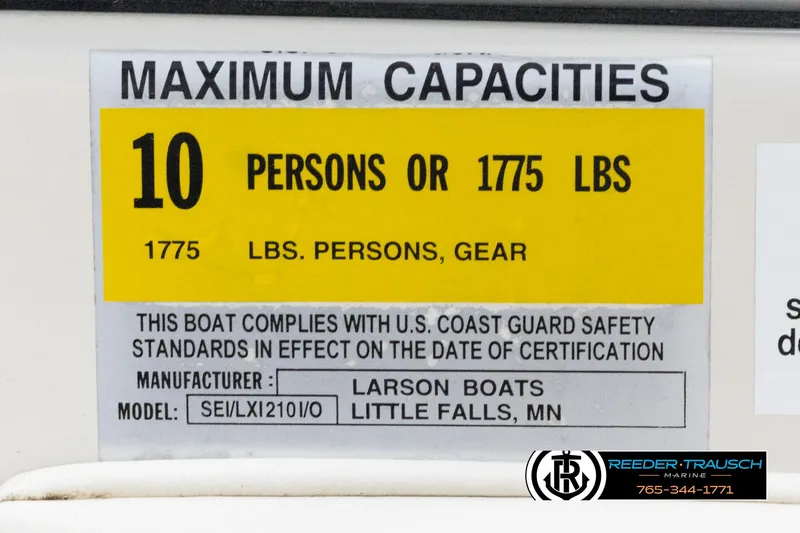 MAXIMUM CAPACITIES
10 PERSONS OR 1775 LBS
1775 LBS. PERSONS, GEAR
THIS BOAT COMPLIES WITH U.S. COAST GUARD SAFETY
STANDARDS IN EFFECT ON THE DATE OF CERTIFICATION
MANUFACTURER: LARSON BOATS
MODEL: SEI/LXI210I/O LITTLE FALLS, MN
REEDER·TRAUSCH
MARINE
765-344-1771